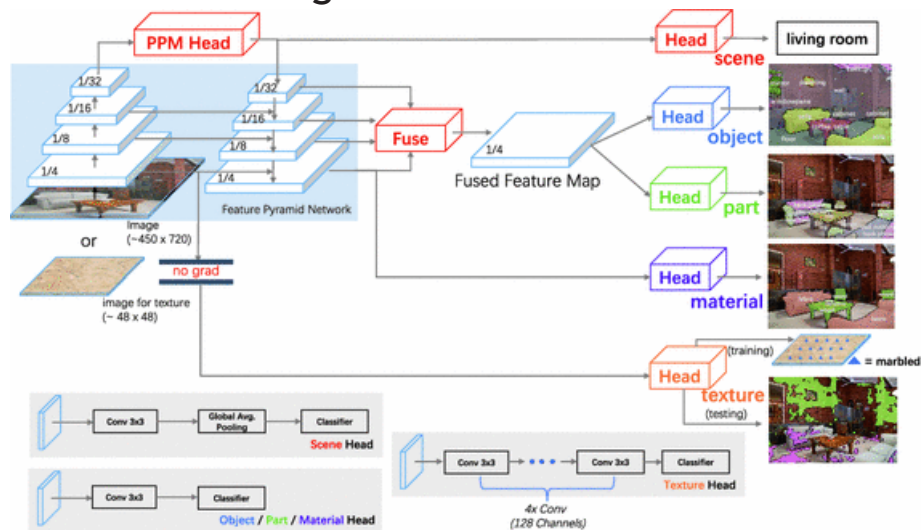 PPM Head
Head
scene
living room
1/32
1/16
1/8
1/4
1/32
1/16
1/8
1/4
Feature Pyramid Network
Fuse
1/4
Fused Feature Map
Head
object
Head
part
Head
material
Image
(~450 x 720)
or
image for texture
(~ 48 x 48)
no grad
Head
texture
(training)
(testing)
= marbled
Conv 3x3
Global Avg.
Pooling
Classifier
Scene Head
Conv 3x3
Classifier
Object / Part / Material Head
Conv 3x3
Conv 3x3
Classifier
Texture Head
4x Conv
(128 Channels)